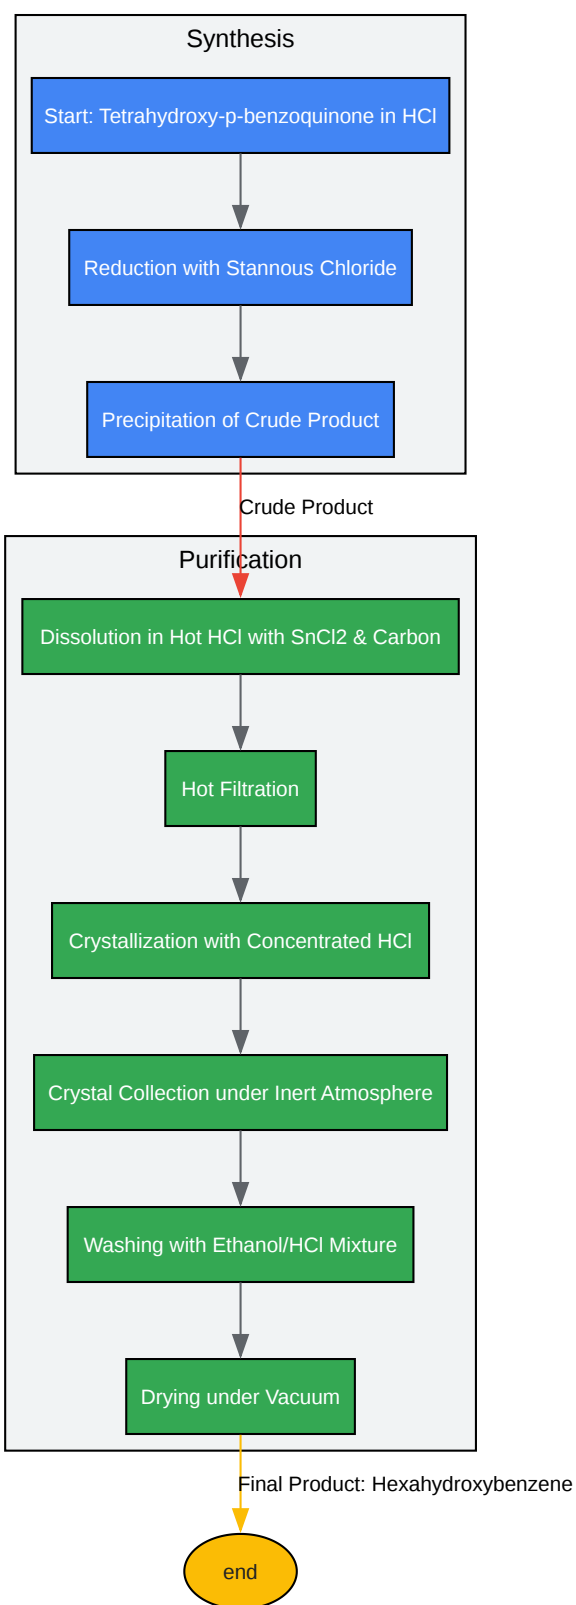 Synthesis
Start: Tetrahydroxy-p-benzoquinone in HCl
Reduction with Stannous Chloride
Precipitation of Crude Product
Crude Product
Purification
Dissolution in Hot HCl with SnCl2 & Carbon
Hot Filtration
Crystallization with Concentrated HCl
Crystal Collection under Inert Atmosphere
Washing with Ethanol/HCl Mixture
Drying under Vacuum
Final Product: Hexahydroxybenzene
end